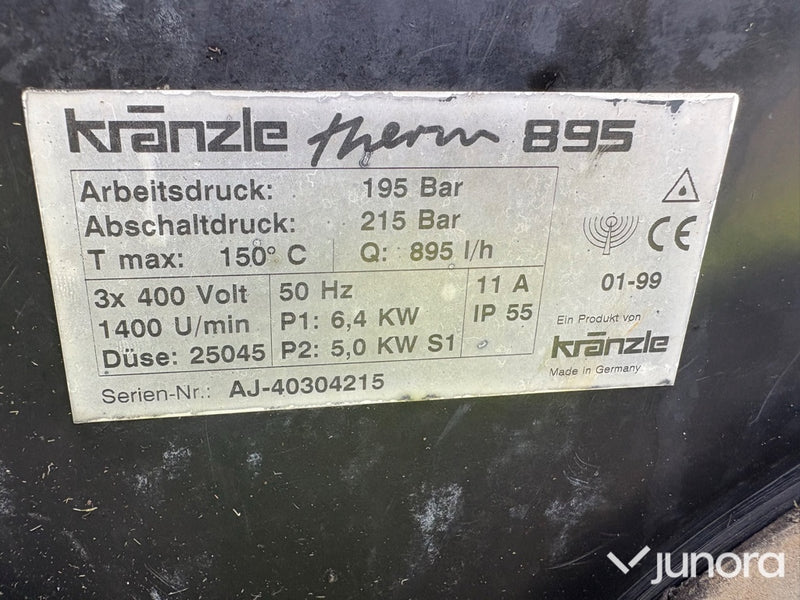 kränzle therm 895
Arbeitsdruck: 195 Bar
Abschaltdruck: 215 Bar
T max: 150° C Q: 895 l/h
3x 400 Volt 50 Hz 11 A
1400 U/min P1: 6,4 KW IP 55
Düse: 25045 P2: 5,0 KW S1
Serien-Nr.: AJ-40304215
CE
01-99
Ein Produkt von
kränzle
Made in Germany
junora